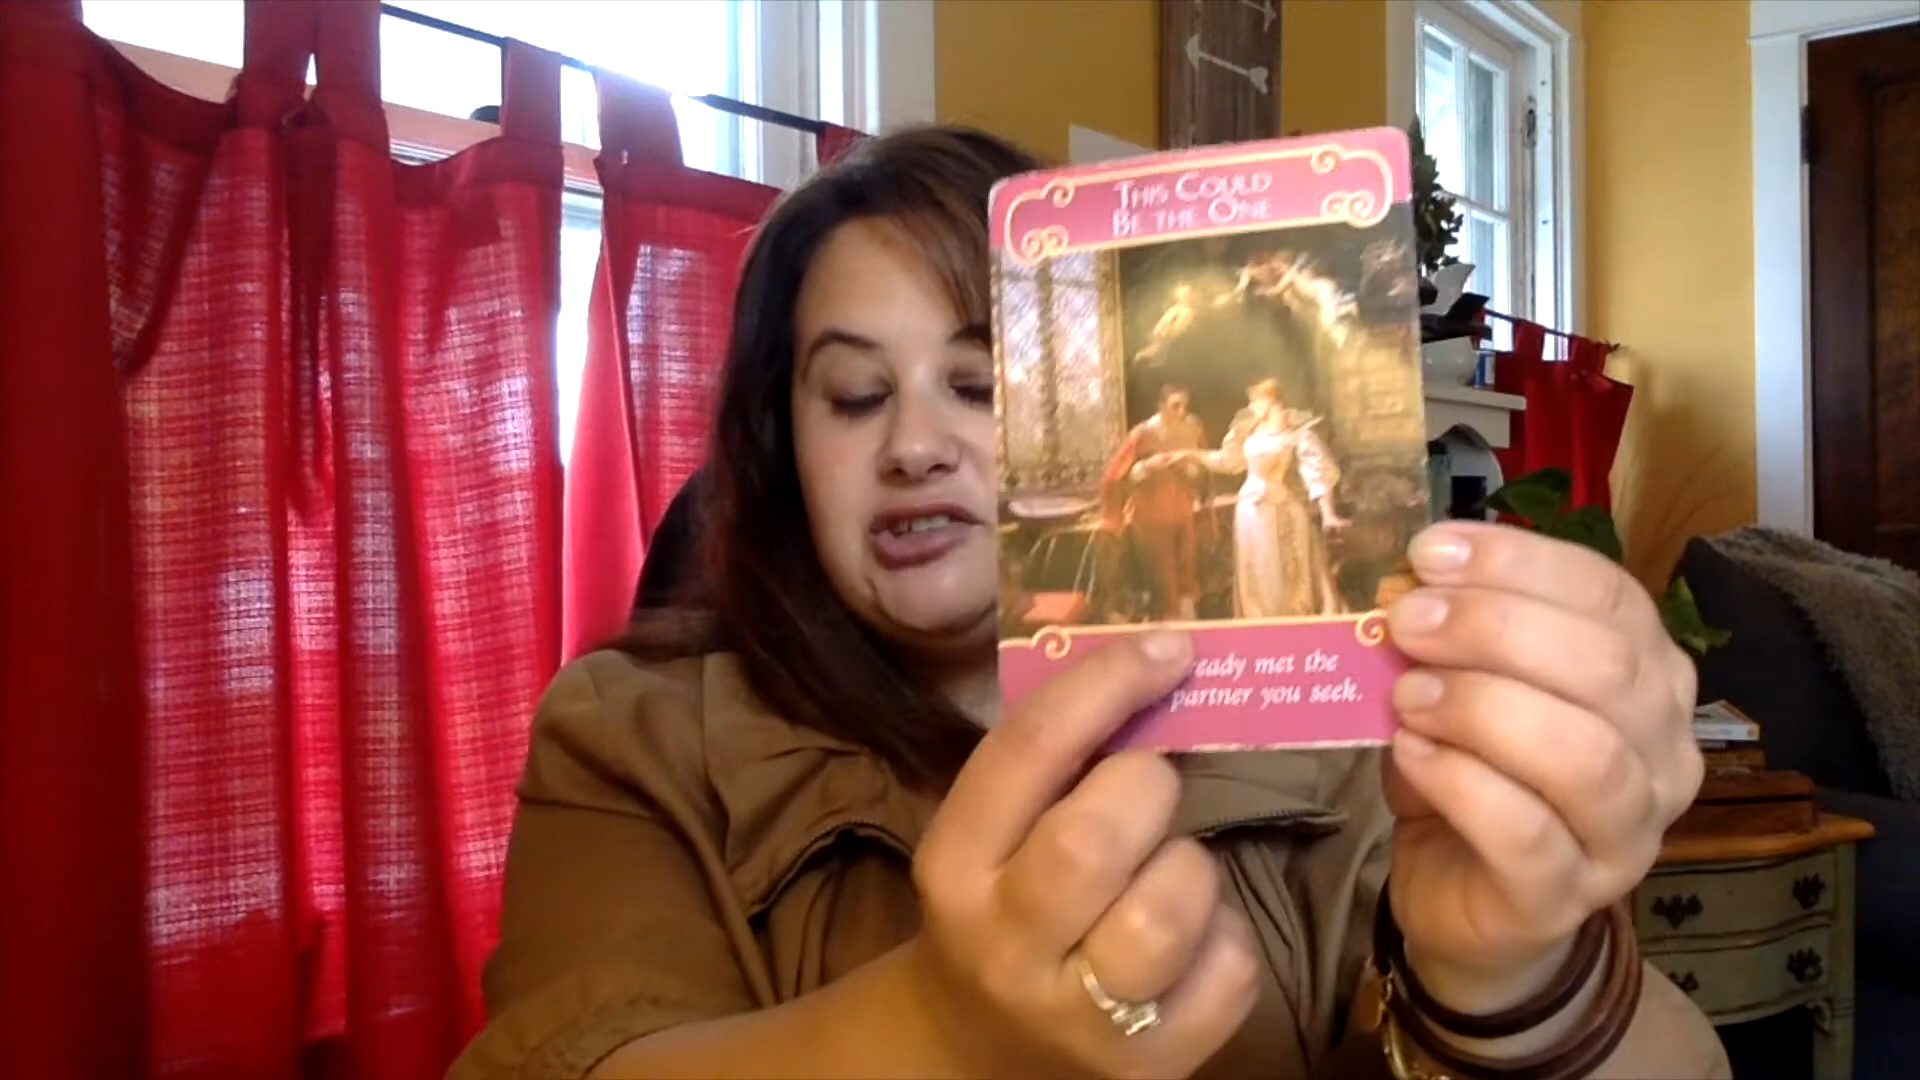 THIS COULD
BE THE ONE
ready met the
partner you seek.